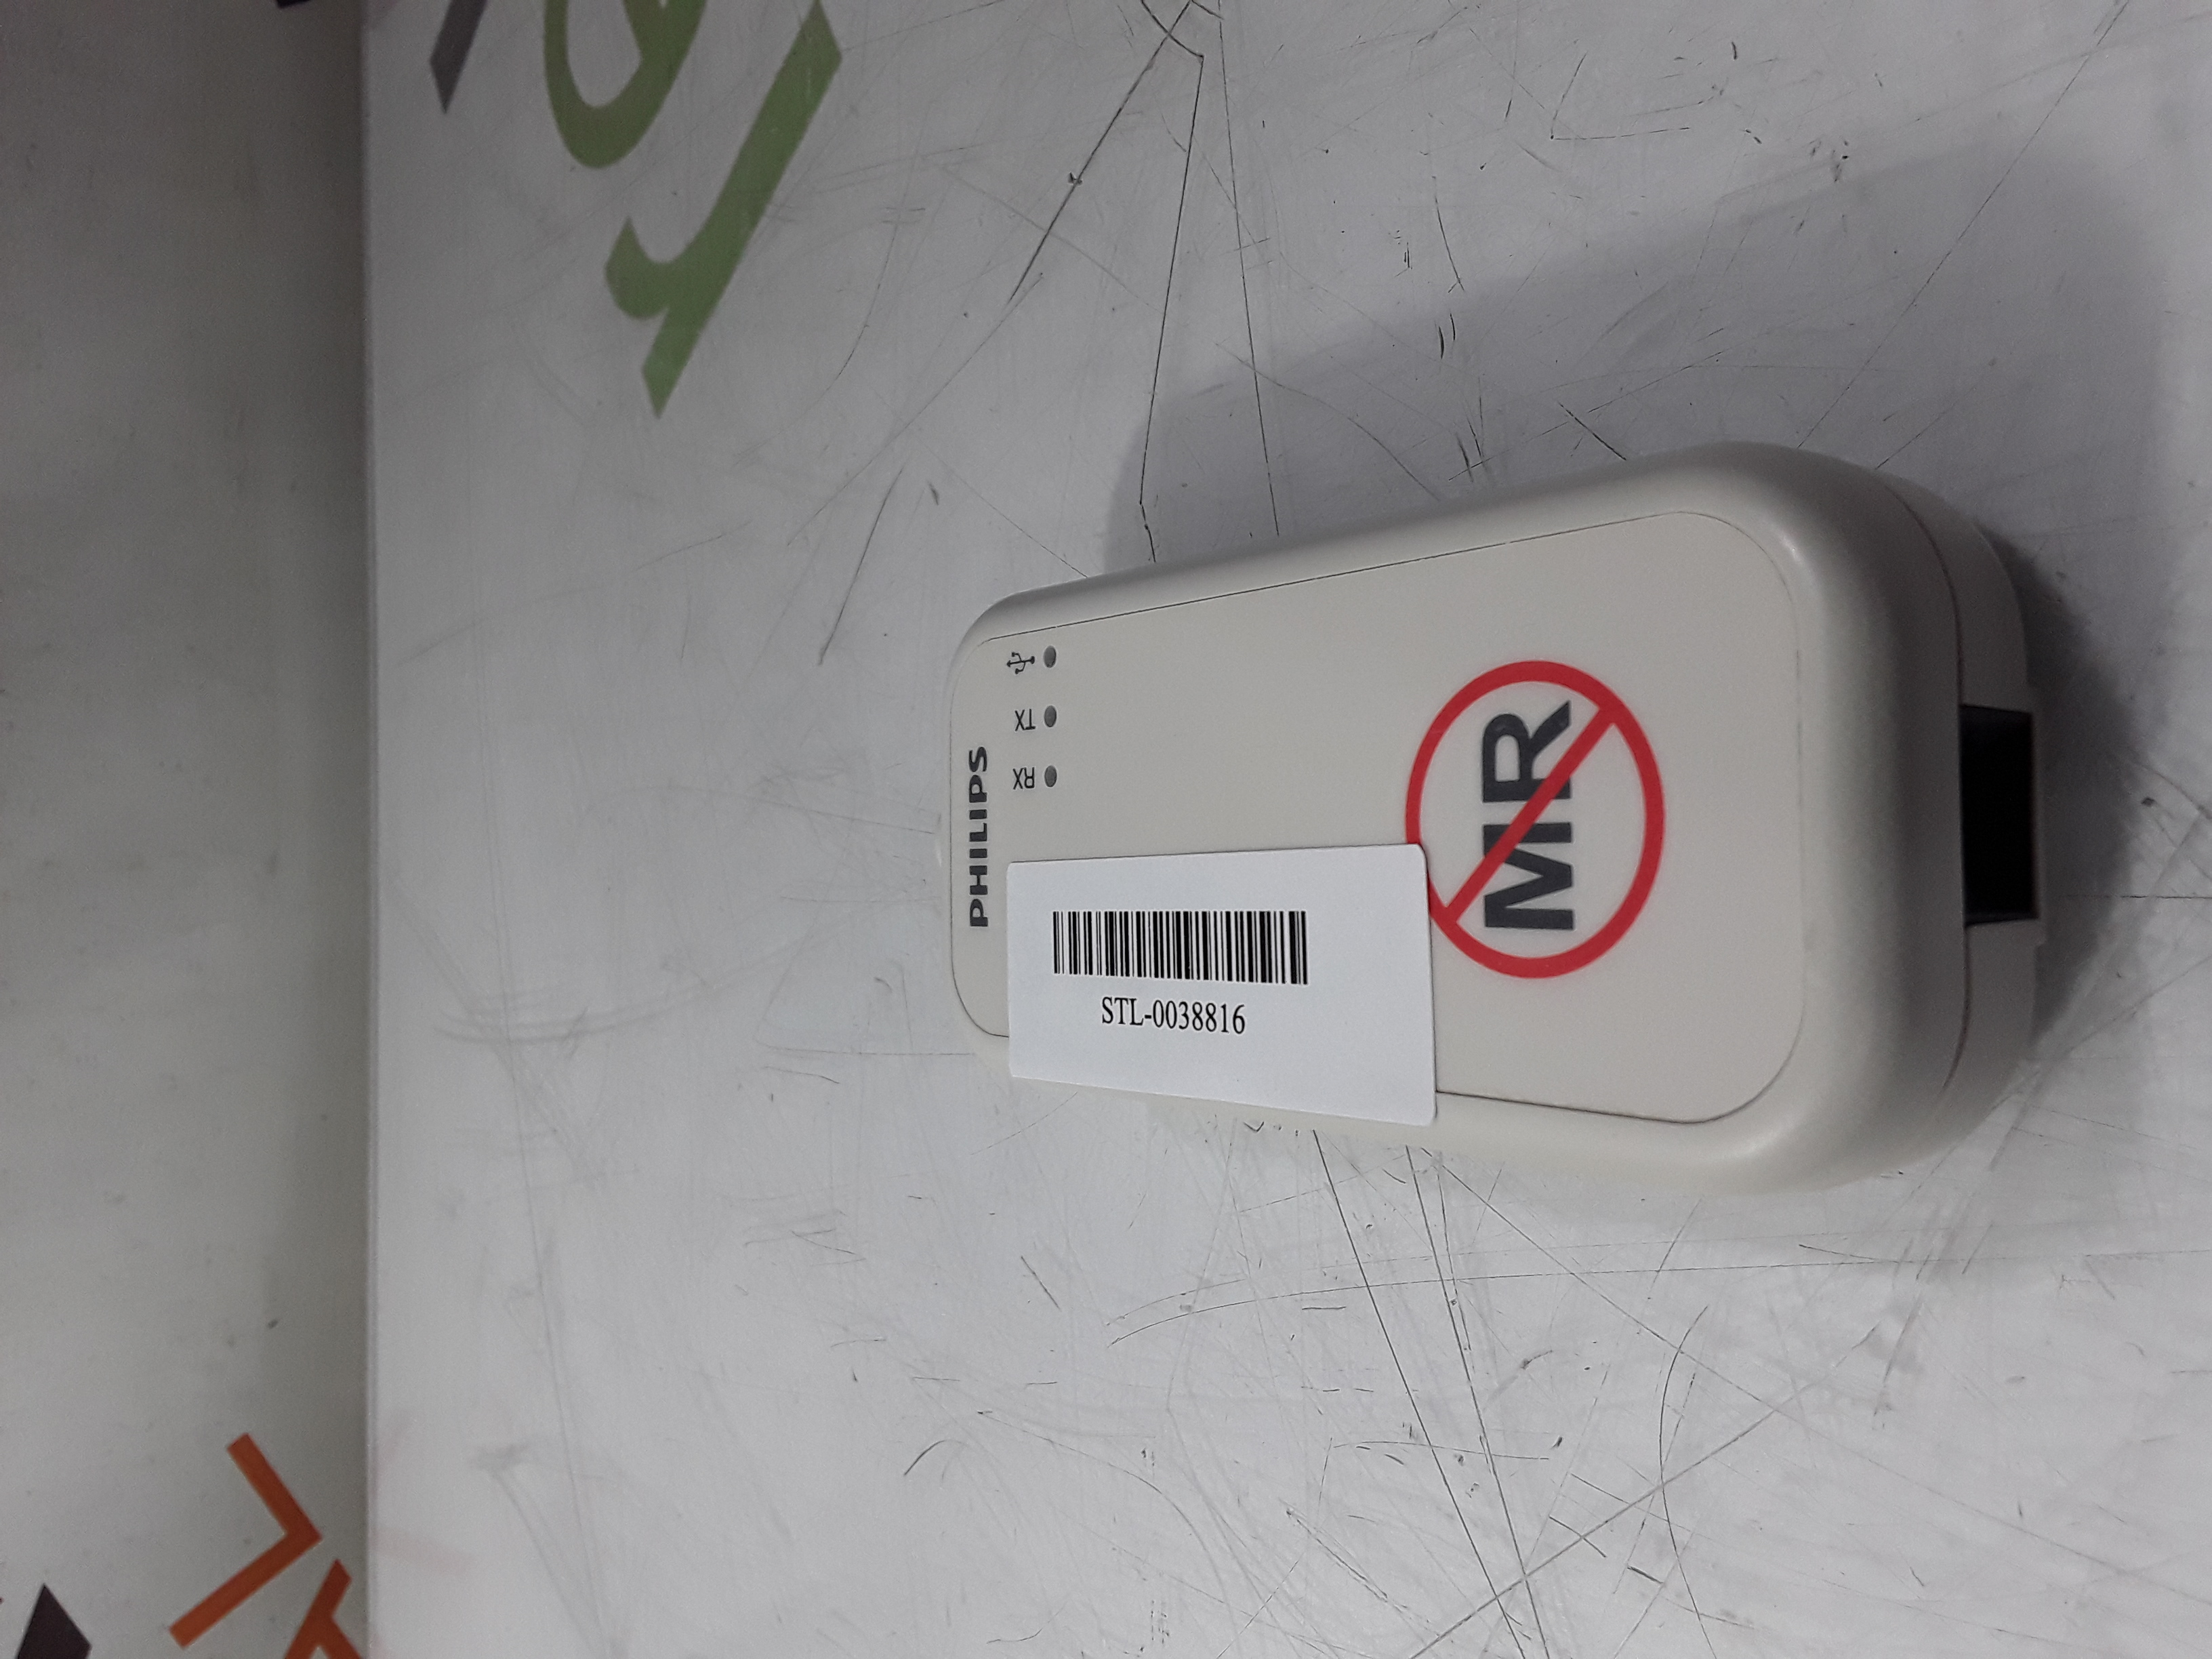 PHILIPS
TX
RX
STL-0038816
MR